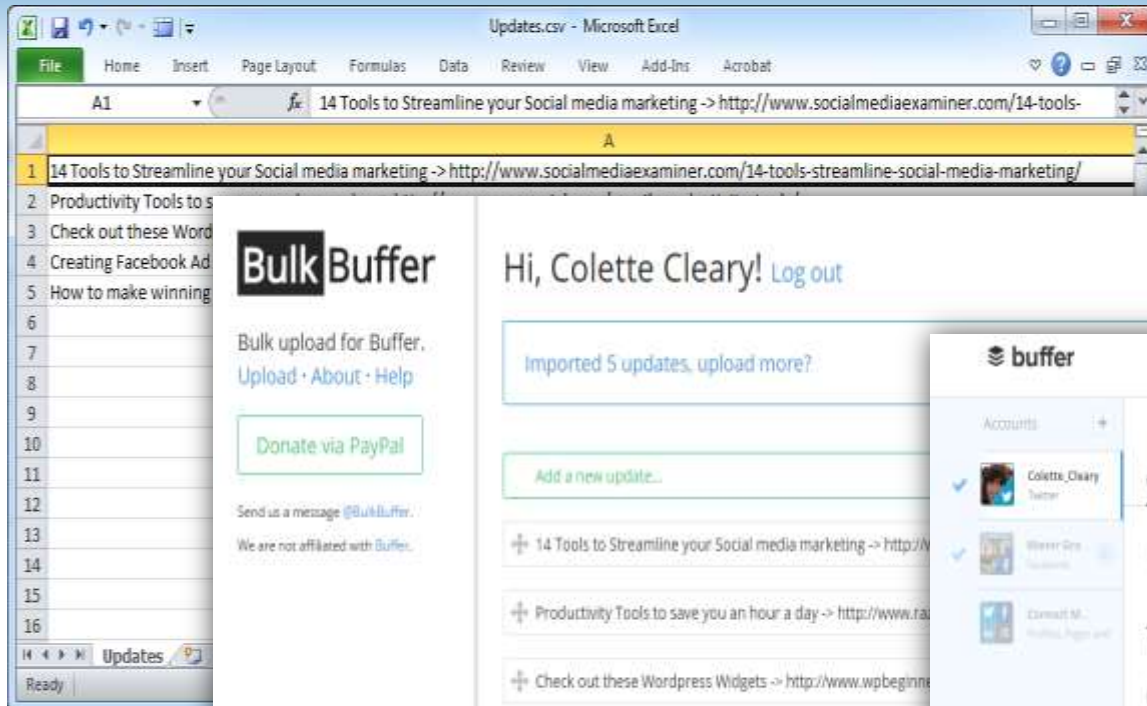 Updates.csv - Microsoft Excel
File Home Insert Page Layout Formulas Data Review View Add-Ins Acrobat
A1 fx 14 Tools to Streamline your Social media marketing -> http://www.socialmediaexaminer.com/14-tools-
A
1 14 Tools to Streamline your Social media marketing -> http://www.socialmediaexaminer.com/14-tools-streamline-social-media-marketing/
2 Productivity Tools to s
3 Check out these Word
4 Creating Facebook Ad
5 How to make winning
6
7
8
9
10
11
12
13
14
15
16
Updates
Ready
BulkBuffer
Bulk upload for Buffer.
Upload · About · Help
Donate via PayPal
Send us a message @BulkBuffer.
We are not affiliated with Buffer.
Hi, Colette Cleary! Log out
Imported 5 updates, upload more?
Add a new update...
14 Tools to Streamline your Social media marketing -> http://w
Productivity Tools to save you an hour a day -> http://www.ra
Check out these Wordpress Widgets -> http://www.wpbeginne
buffer
Accounts +
Colette_Cleary
Twitter